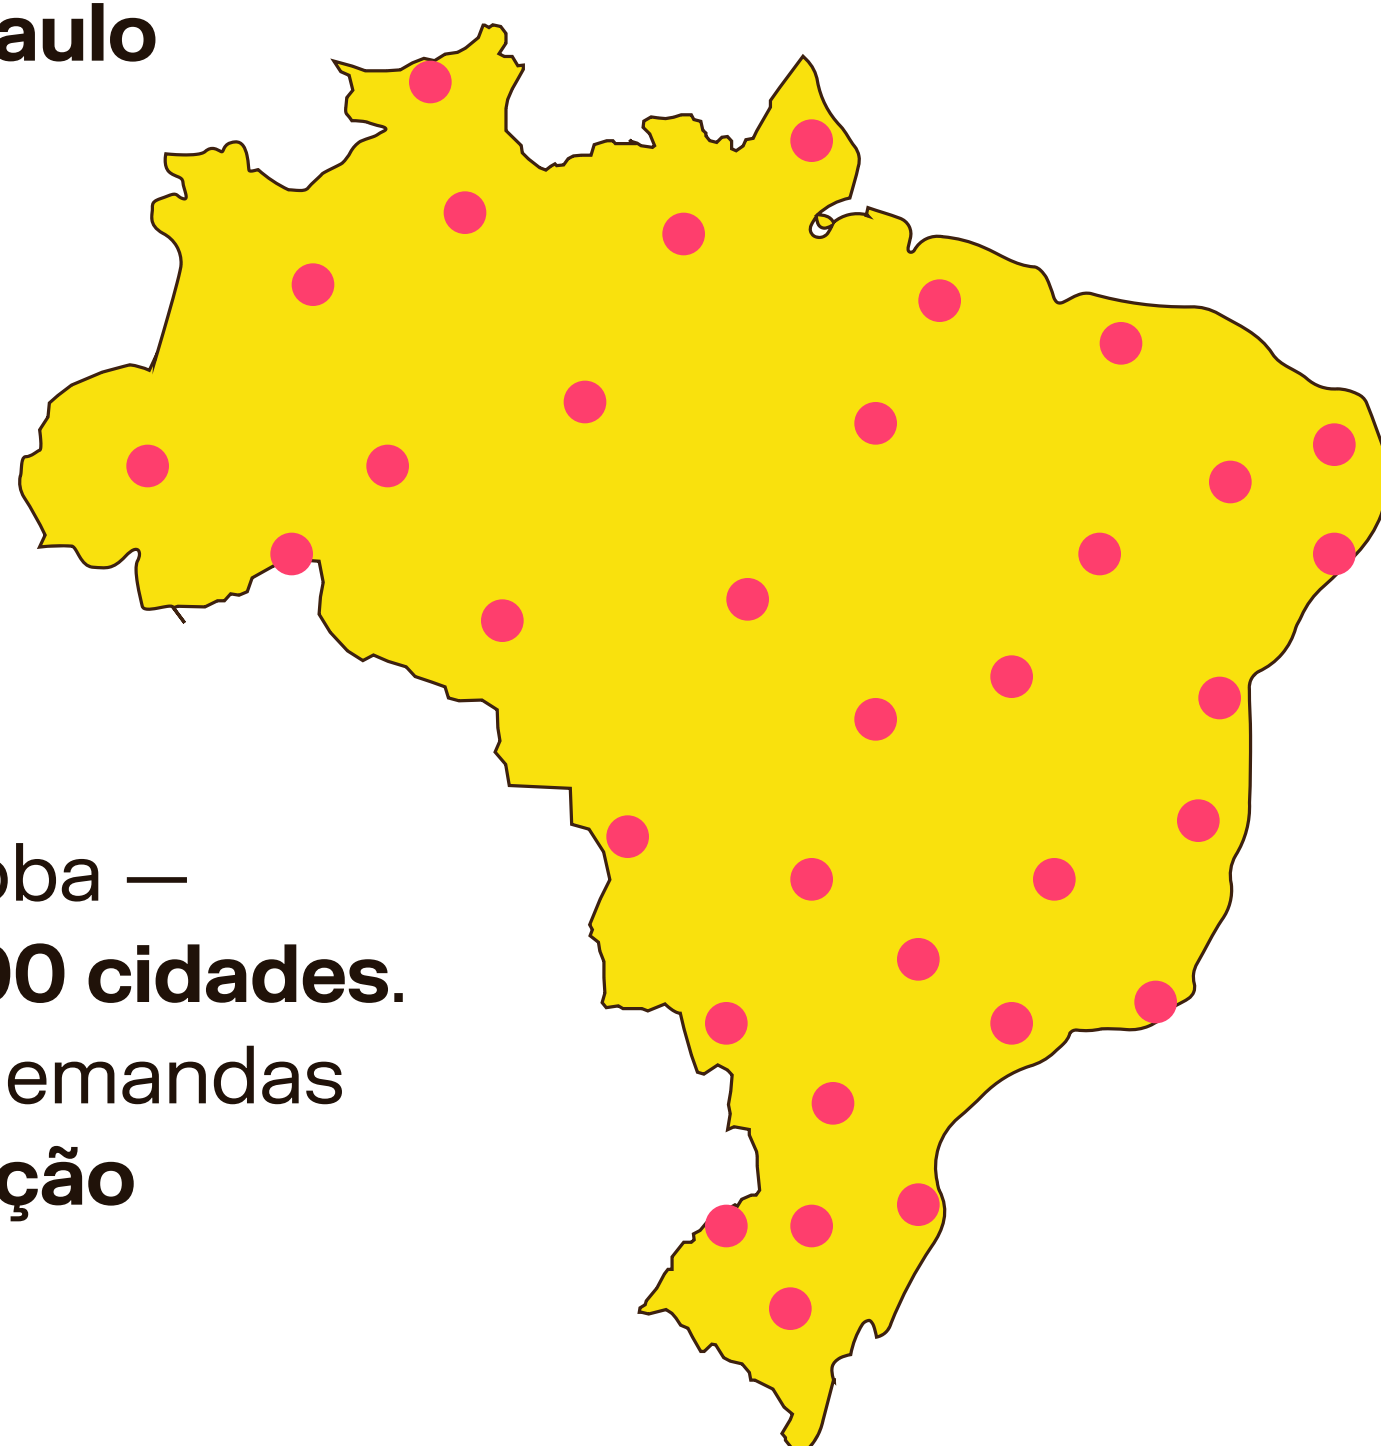 aulo
oba —
00 cidades.
emandas
ção